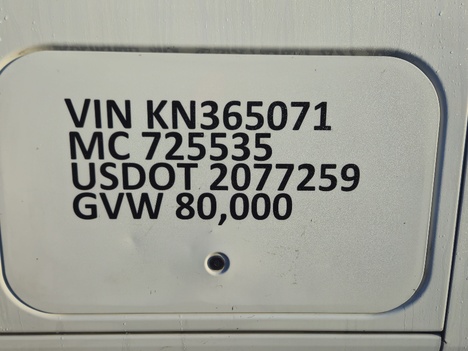 VIN KN365071
MC 725535
USDOT 2077259
GVW 80,000